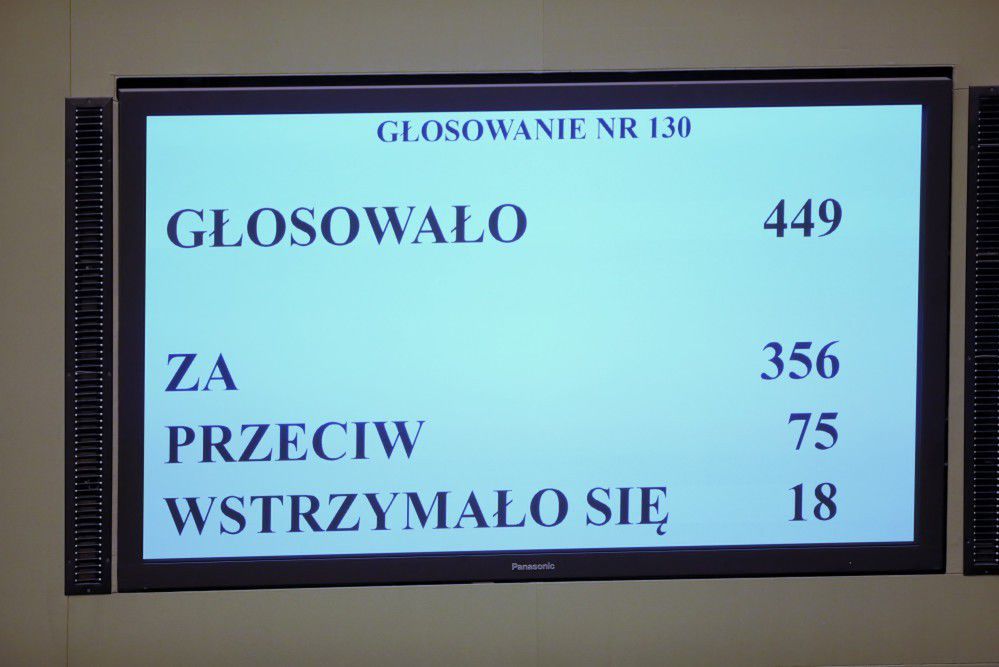 GŁOSOWANIE NR 130
GŁOSOWAŁO 449
ZA 356
PRZECIW 75
WSTRZYMAŁO SIĘ 18
Panasonic